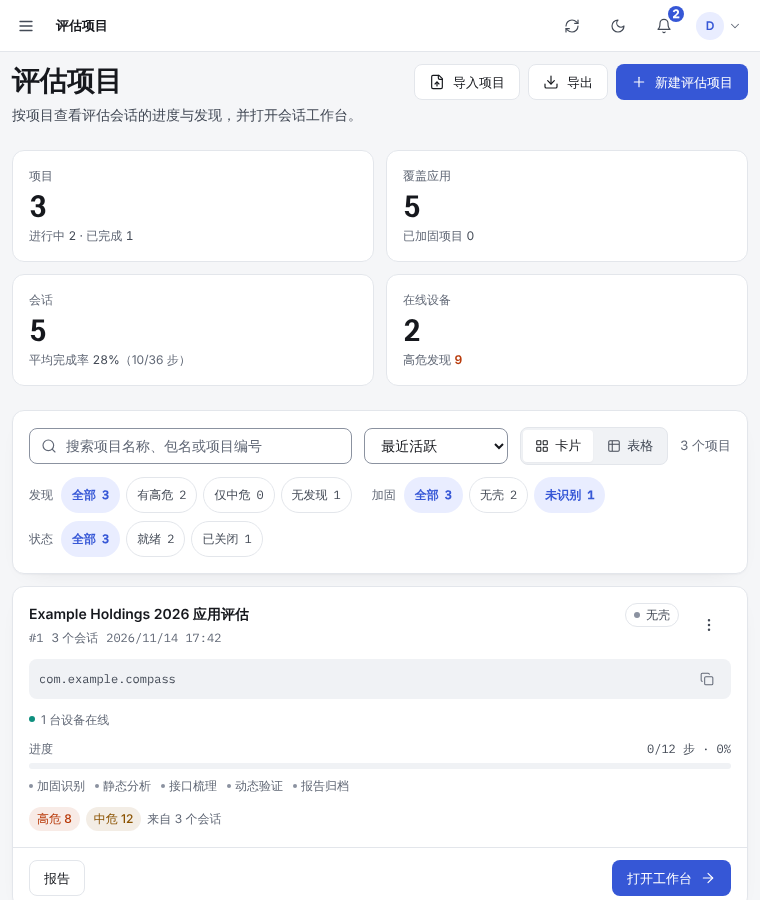 评估项目
2
D
评估项目
导入项目
导出
新建评估项目
按项目查看评估会话的进度与发现，并打开会话工作台。
项目
3
进行中 2 · 已完成 1
覆盖应用
5
已加固项目 0
会话
5
平均完成率 28%（10/36 步）
在线设备
2
高危发现 9
搜索项目名称、包名或项目编号
最近活跃
卡片
表格
3 个项目
发现 全部 3 有高危 2 仅中危 0 无发现 1 加固 全部 3 无壳 2 未识别 1
状态 全部 3 就绪 2 已关闭 1
Example Holdings 2026 应用评估
无壳
#1 3 个会话 2026/11/14 17:42
com.example.compass
1 台设备在线
进度 0/12 步 · 0%
加固识别 静态分析 接口梳理 动态验证 报告归档
高危 8 中危 12 来自 3 个会话
报告
打开工作台